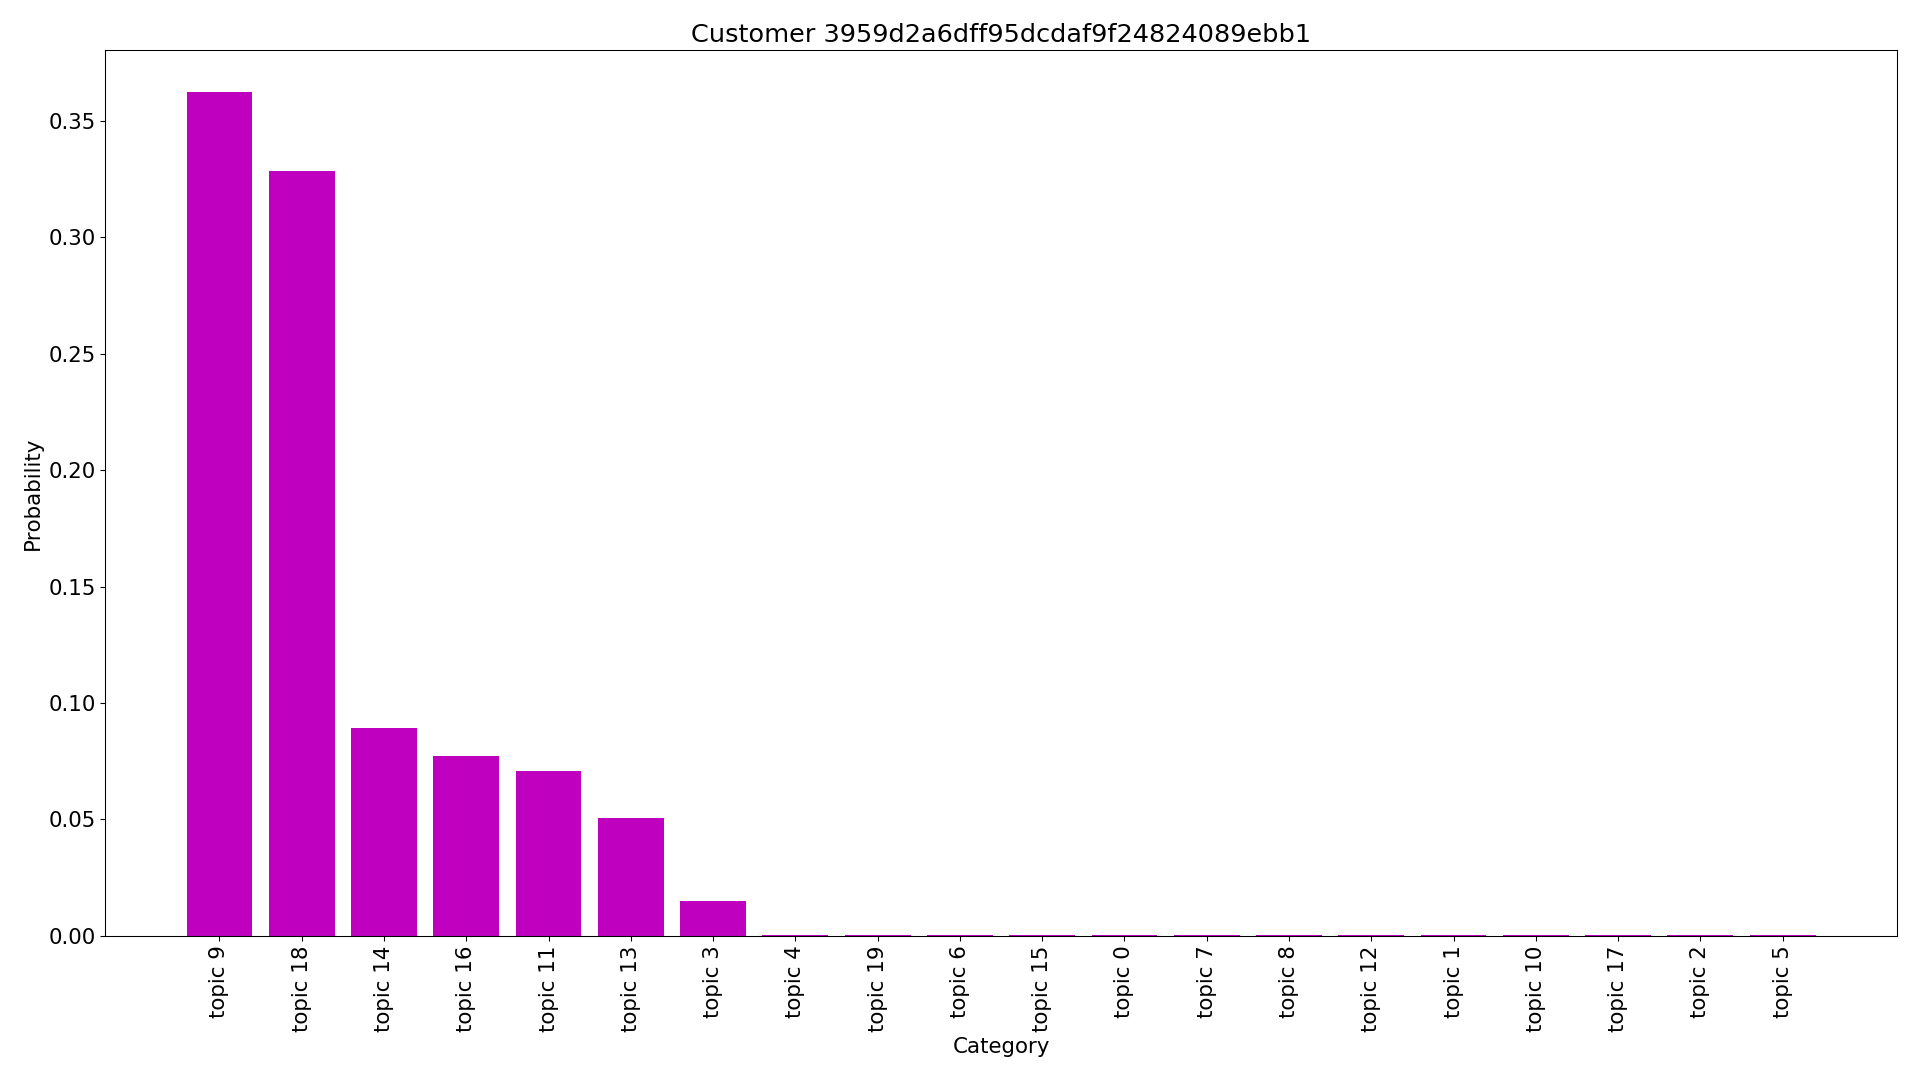 Customer 3959d2a6dff95dcdaf9f24824089ebb1
Probability
0.35
0.30
0.25
0.20
0.15
0.10
0.05
0.00
topic 9
topic 18
topic 14
topic 16
topic 11
topic 13
topic 3
topic 4
topic 19
topic 6
topic 15
topic 0
topic 7
topic 8
topic 12
topic 1
topic 10
topic 17
topic 2
topic 5
Category